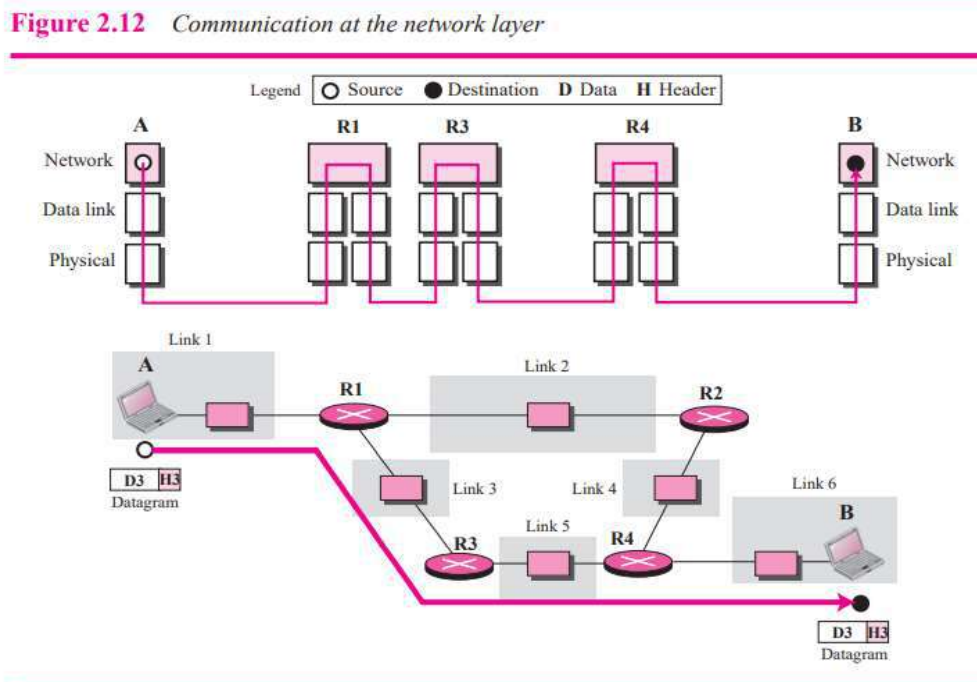 Figure 2.12 Communication at the network layer
Legend Source Destination D Data H Header
A R1 R3 R4 B
Network Network
Data link Data link
Physical Physical
Link 1
A
Link 2
R1
R2
Link 3
Link 4
Link 6
D3 H3
Datagram
B
Link 5
R3
R4
D3 H3
Datagram